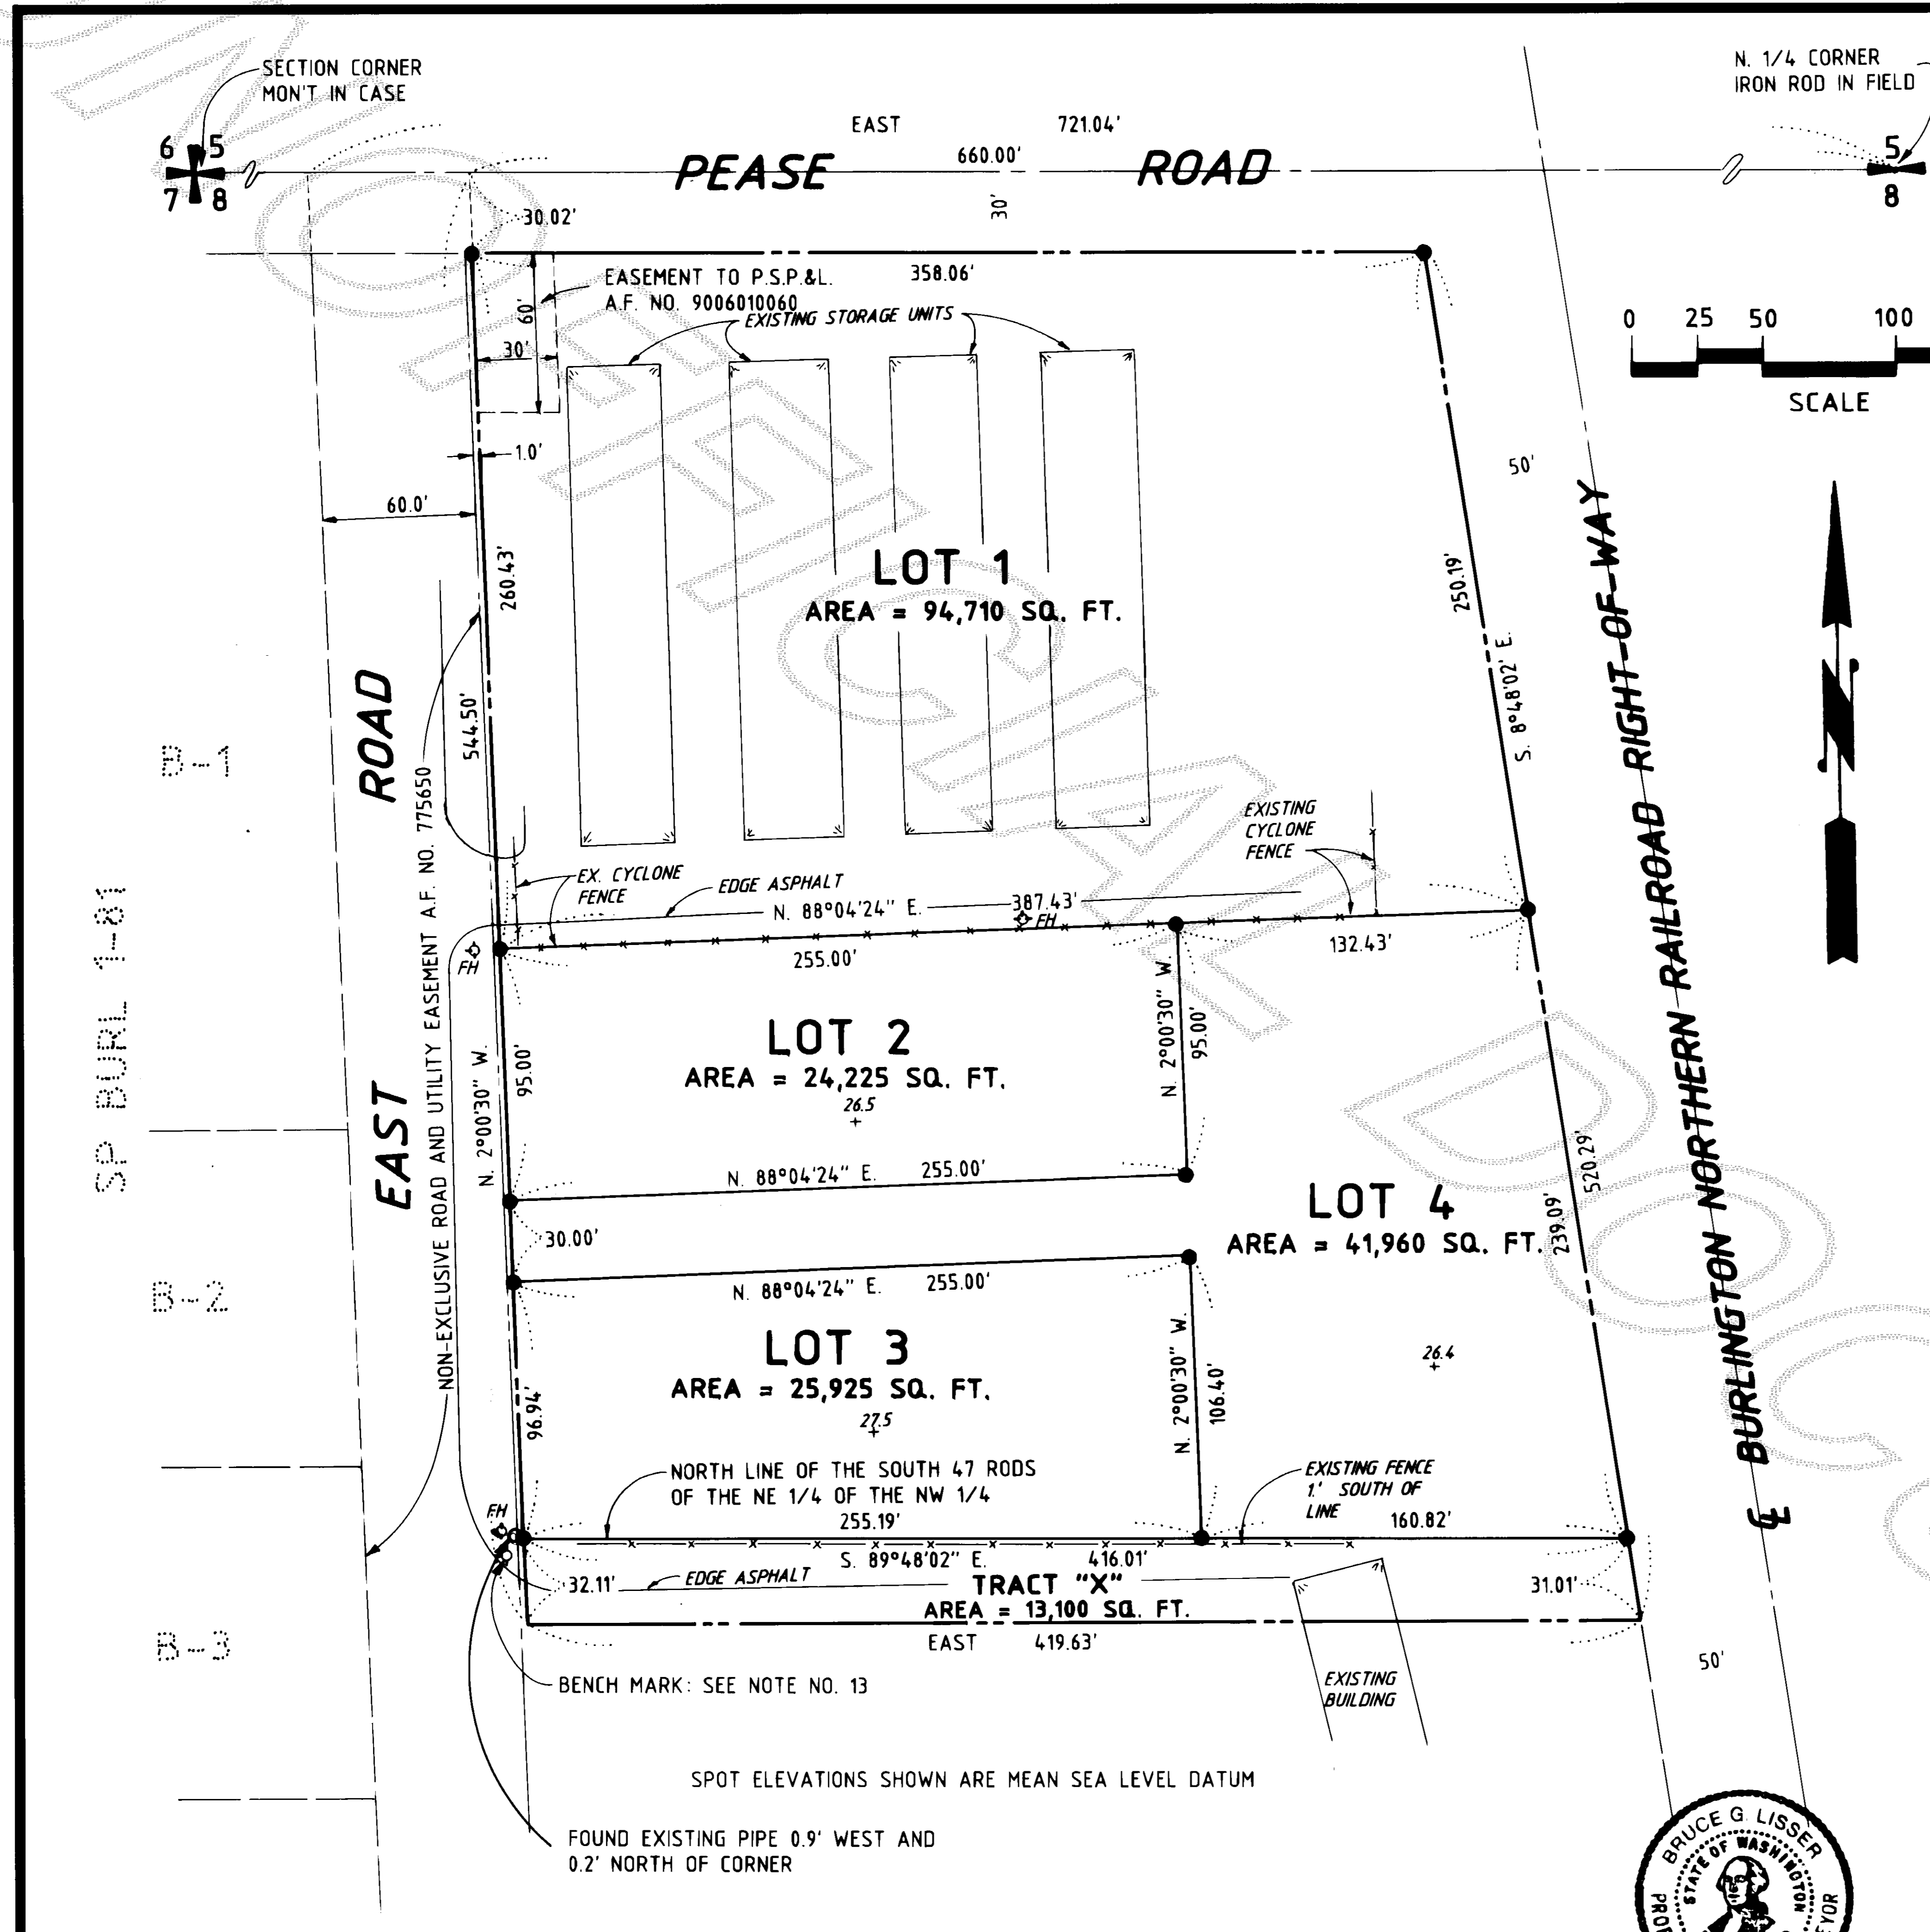 SECTION CORNER
MON'T IN CASE
N. 1/4 CORNER
IRON ROD IN FIELD
EAST 721.04'
6 5
7 8
PEASE ROAD
660.00'
30'
5
8
30.02'
358.06'
EASEMENT TO P.S.P.&L.
A.F. NO. 9006010060
60'
30'
EXISTING STORAGE UNITS
0 25 50 100
SCALE
1.0'
60.0'
50'
260.43'
544.50'
LOT 1
AREA = 94,710 SQ. FT.
250.19'
S. 8°48'02" E.
BURLINGTON NORTHERN RAILROAD RIGHT-OF-WAY
N
EAST ROAD
NON-EXCLUSIVE ROAD AND UTILITY EASEMENT A.F. NO. 775650
B-1
SP BURL 1-81
EX. CYCLONE
FENCE
EDGE ASPHALT
EXISTING
CYCLONE
FENCE
N. 88°04'24" E. 387.43'
FH
FH
255.00'
132.43'
LOT 2
AREA = 24,225 SQ. FT.
26.5
N. 2°00'30" W.
95.00'
N. 2°00'30" W.
95.00'
N. 88°04'24" E. 255.00'
30.00'
LOT 4
AREA = 41,960 SQ. FT.
239.09'
520.29'
B-2
N. 88°04'24" E. 255.00'
LOT 3
AREA = 25,925 SQ. FT.
27.5
96.94'
N. 2°00'30" W.
106.40'
26.4
NORTH LINE OF THE SOUTH 47 RODS
OF THE NE 1/4 OF THE NW 1/4
EXISTING FENCE
1.' SOUTH OF
LINE
FH
255.19'
160.82'
S. 89°48'02" E. 416.01'
32.11'
EDGE ASPHALT
TRACT "X"
AREA = 13,100 SQ. FT.
31.01'
EAST 419.63'
B-3
BENCH MARK: SEE NOTE NO. 13
EXISTING
BUILDING
50'
SPOT ELEVATIONS SHOWN ARE MEAN SEA LEVEL DATUM
FOUND EXISTING PIPE 0.9' WEST AND
0.2' NORTH OF CORNER
BRUCE G. LISSER
STATE OF WASHINGTON
UNOFFICIAL DOC